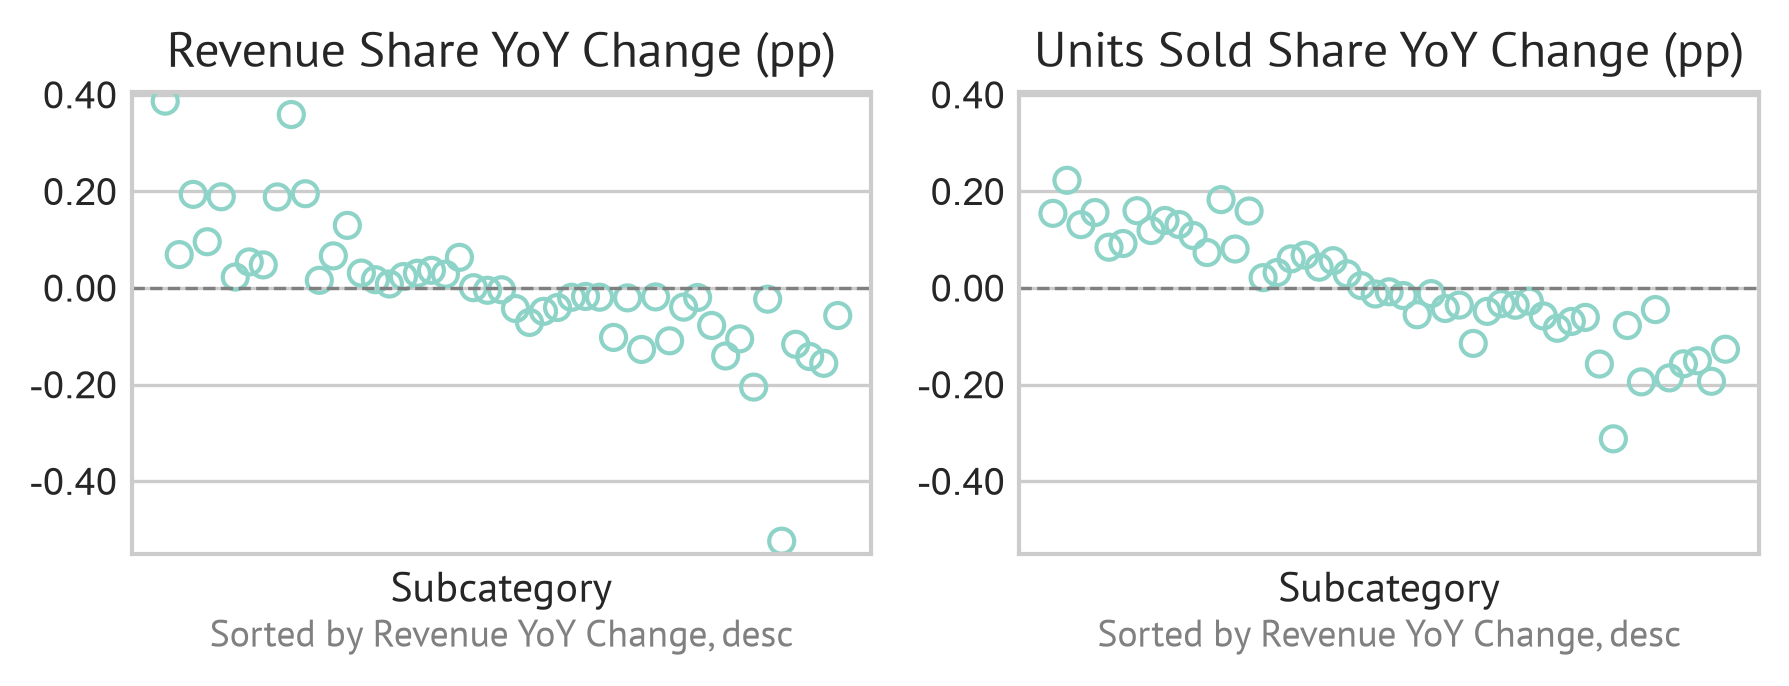 Revenue Share YoY Change (pp)
0.40
0.20
0.00
-0.20
-0.40
Subcategory
Sorted by Revenue YoY Change, desc
Units Sold Share YoY Change (pp)
0.40
0.20
0.00
-0.20
-0.40
Subcategory
Sorted by Revenue YoY Change, desc